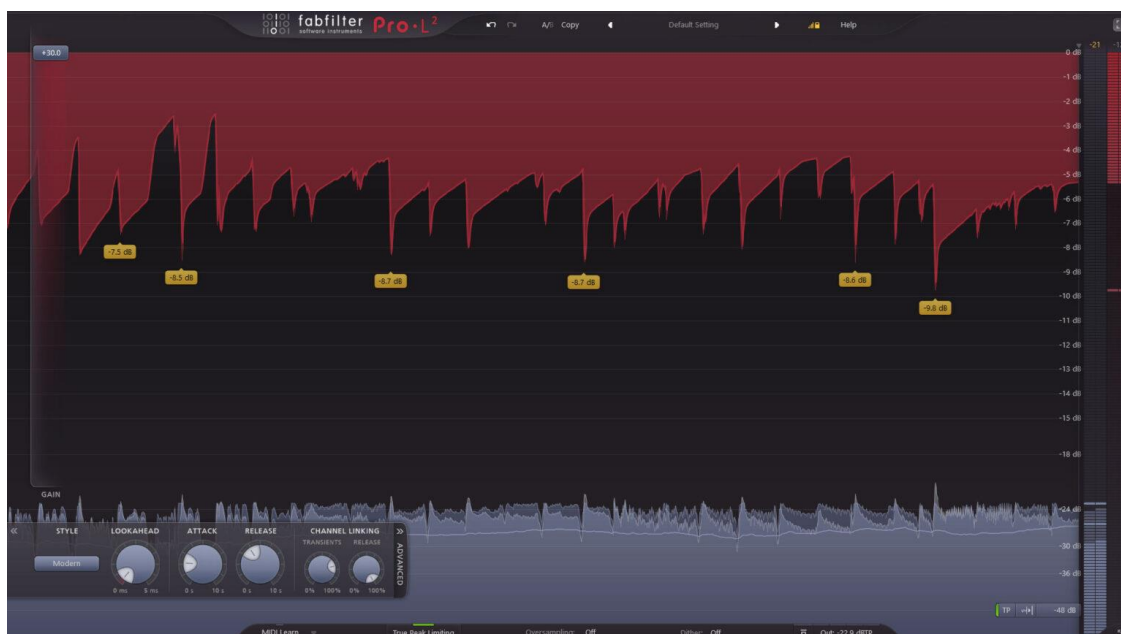 fabfilter
software instruments
Pro·L²
A/B Copy
Default Setting
Help
+30.0
0 dB
-21
-1 dB
-2 dB
-3 dB
-4 dB
-5 dB
-6 dB
-7 dB
-8 dB
-9 dB
-10 dB
-11 dB
-12 dB
-13 dB
-14 dB
-15 dB
-18 dB
-24 dB
-30 dB
-36 dB
-7.5 dB
-8.5 dB
-8.7 dB
-8.7 dB
-8.6 dB
-9.8 dB
GAIN
STYLE LOOKAHEAD ATTACK RELEASE CHANNEL LINKING
TRANSIENTS RELEASE
Modern
0 ms 5 ms 0 s 10 s 0 s 10 s 0% 100% 0% 100%
ADVANCED
TP -48 dB
MIDI Learn True Peak Limiting Oversampling: Off Dither: Off Out: -22.9 dBTP